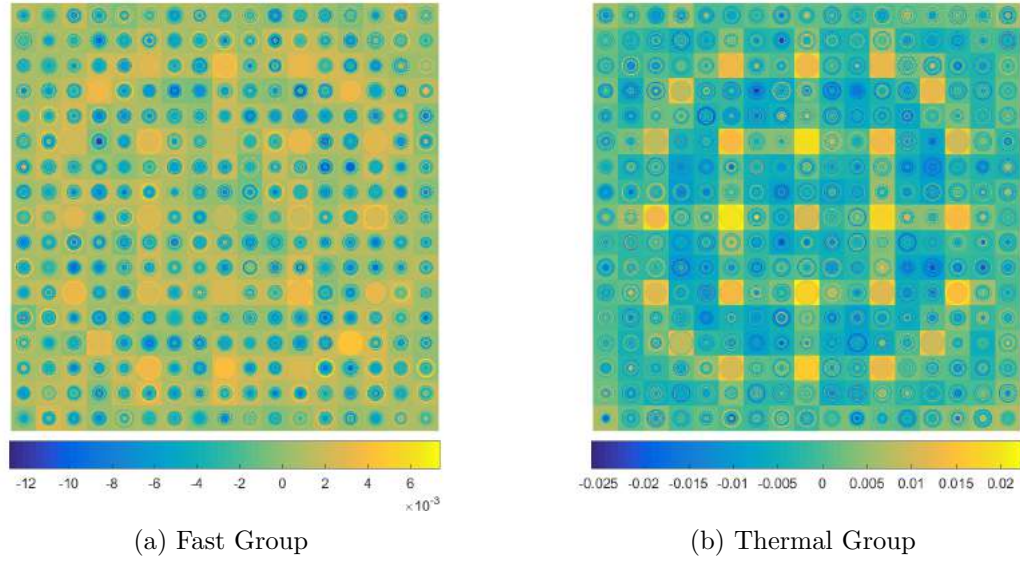 -12 -10 -8 -6 -4 -2 0 2 4 6
×10⁻³
(a) Fast Group
-0.025 -0.02 -0.015 -0.01 -0.005 0 0.005 0.01 0.015 0.02
(b) Thermal Group